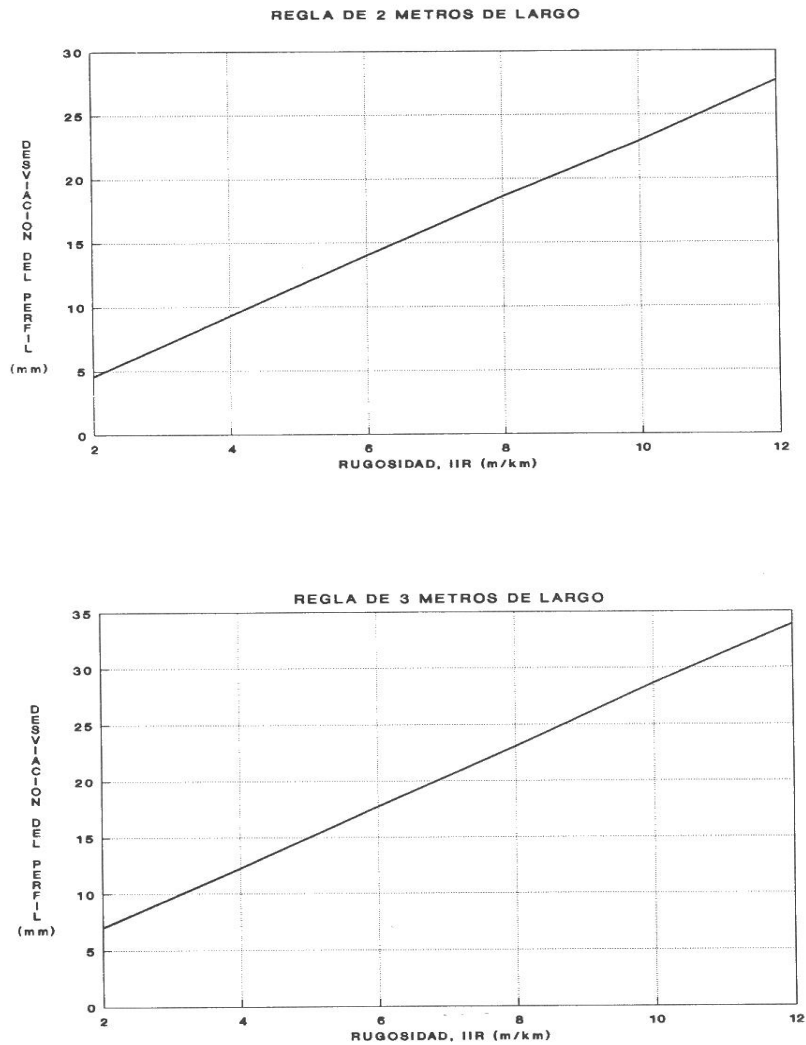 REGLA DE 2 METROS DE LARGO
30
25
20
15
10
5
0
DESVIACION DEL PERFIL
(mm)
2 4 6 8 10 12
RUGOSIDAD, IIR (m/km)
REGLA DE 3 METROS DE LARGO
35
30
25
20
15
10
5
0
DESVIACION DEL PERFIL
(mm)
2 4 6 8 10 12
RUGOSIDAD, IIR (m/km)